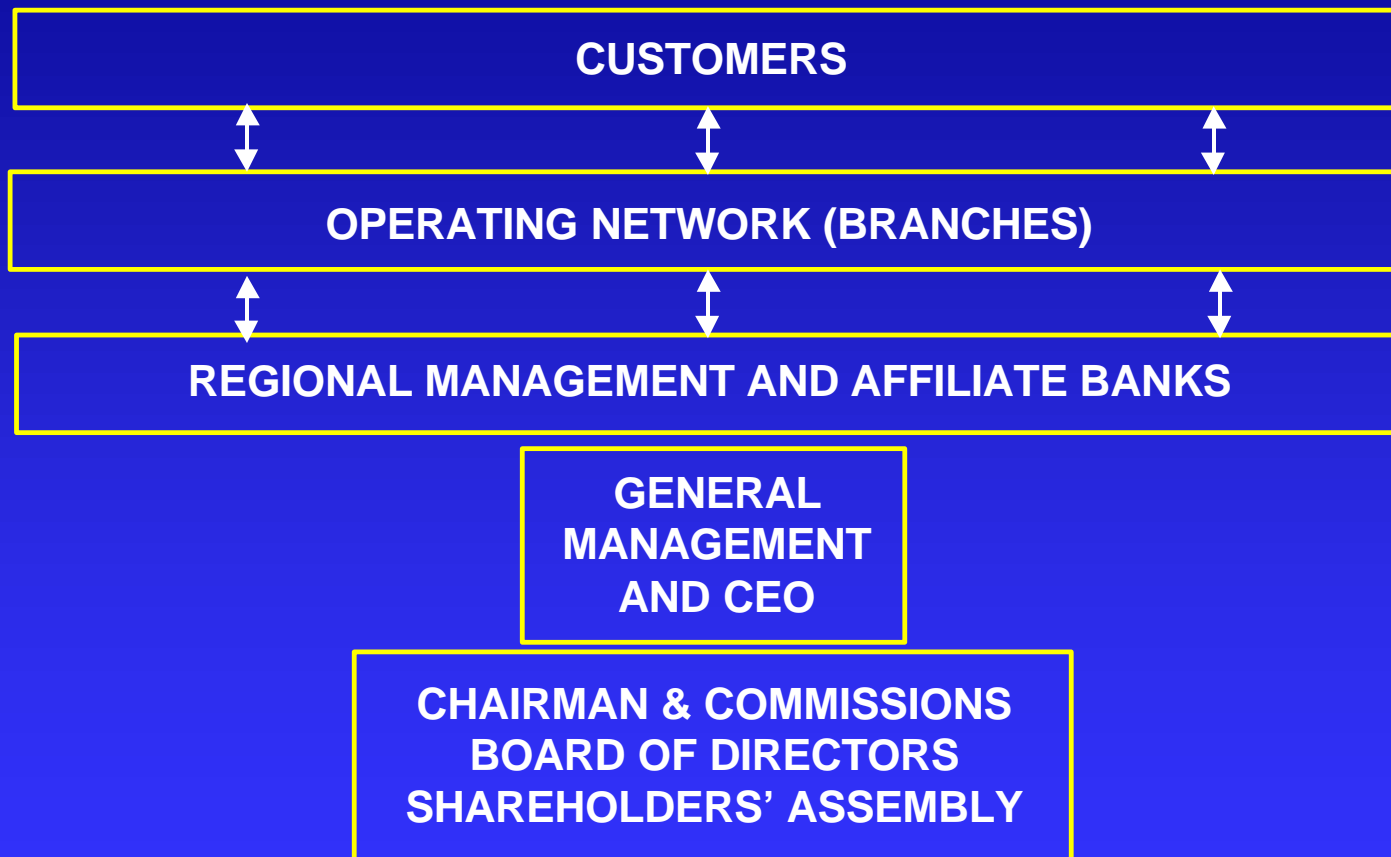 CUSTOMERS
OPERATING NETWORK (BRANCHES)
REGIONAL MANAGEMENT AND AFFILIATE BANKS
GENERAL
MANAGEMENT
AND CEO
CHAIRMAN & COMMISSIONS
BOARD OF DIRECTORS
SHAREHOLDERS’ ASSEMBLY